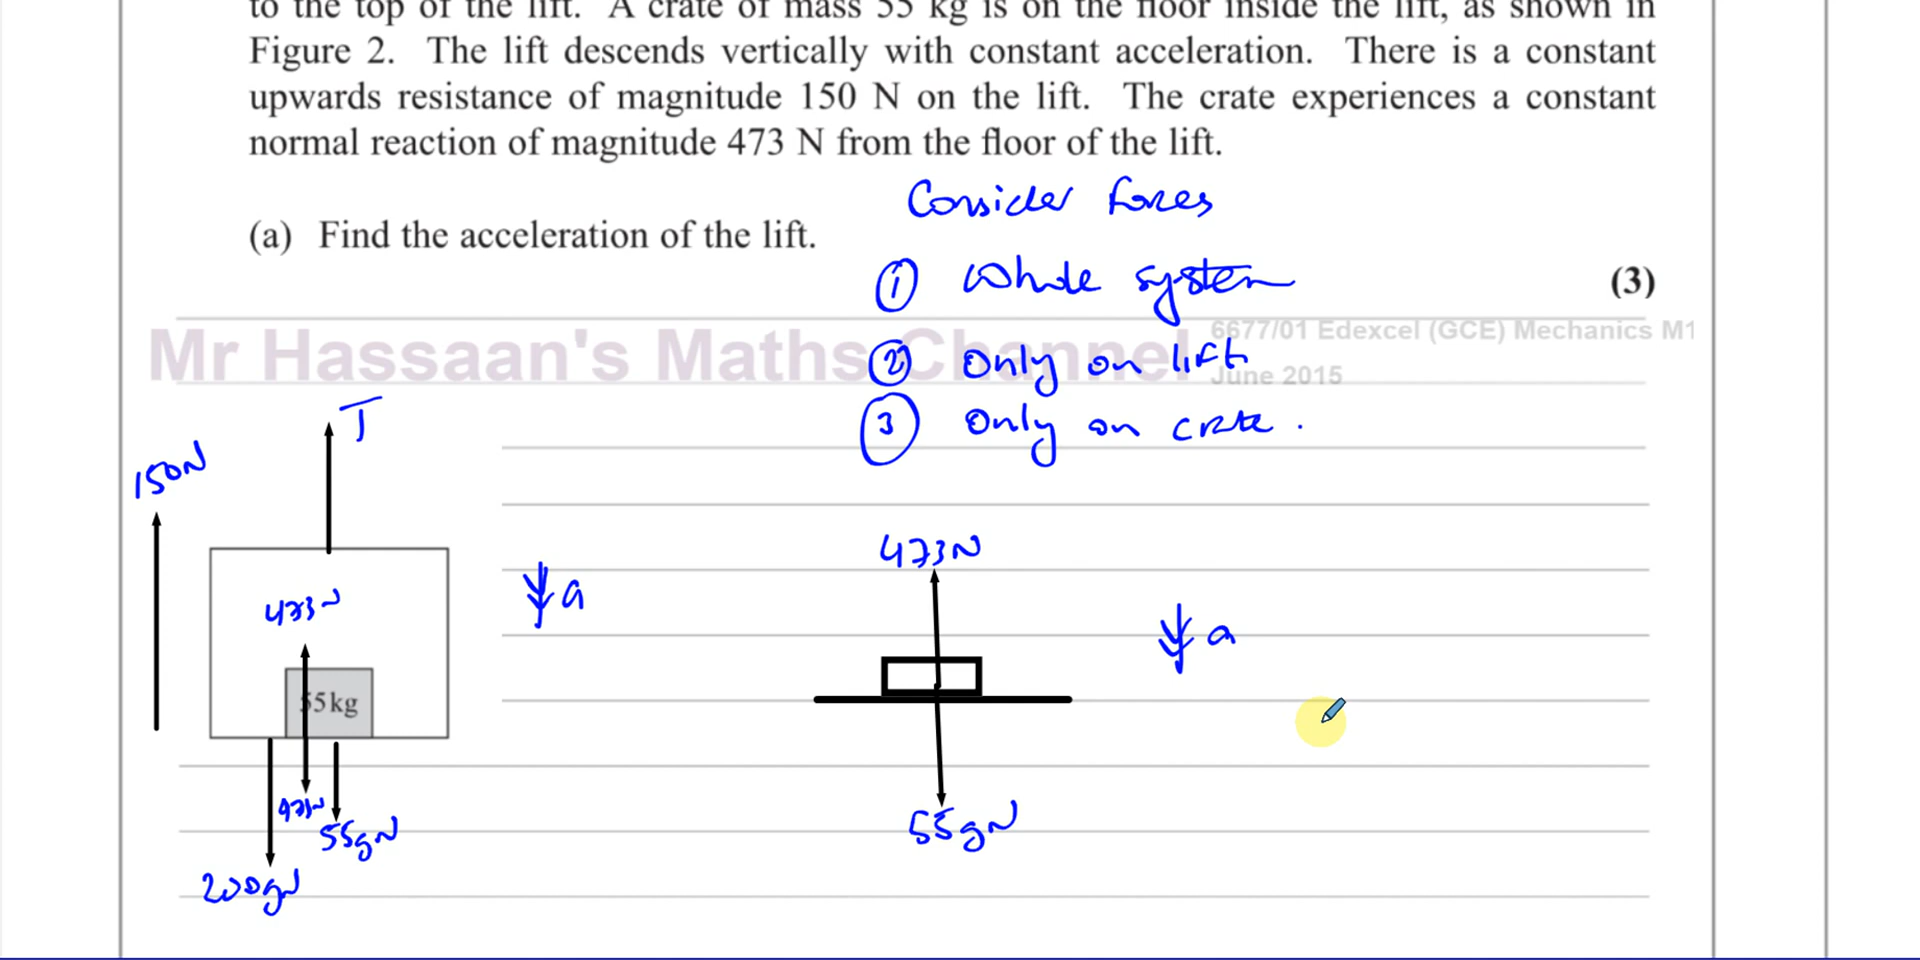 to the top of the lift. A crate of mass 55 kg is on the floor inside the lift, as shown in
Figure 2. The lift descends vertically with constant acceleration. There is a constant
upwards resistance of magnitude 150 N on the lift. The crate experiences a constant
normal reaction of magnitude 473 N from the floor of the lift.
Consider forces
(a) Find the acceleration of the lift.
① Whole system
(3)
Mr Hassaan's Maths Channel
6677/01 Edexcel (GCE) Mechanics M1
June 2015
② Only on lift
③ Only on crate.
T
150N
473N
473N
a
a
55kg
473N
55gN
55gN
200gN